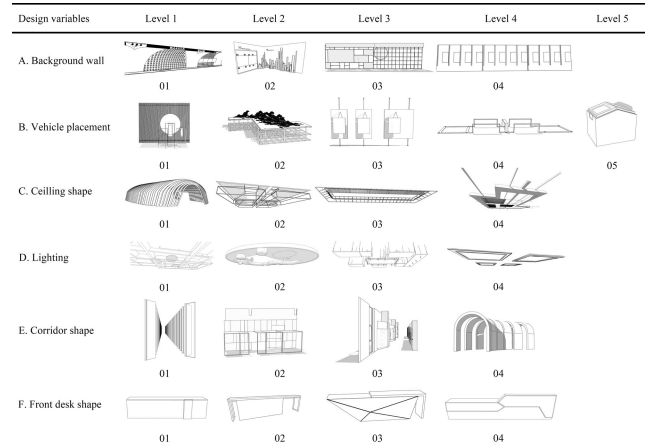 Design variables Level 1 Level 2 Level 3 Level 4 Level 5
A. Background wall
01 02 03 04
B. Vehicle placement
01 02 03 04 05
C. Ceilling shape
01 02 03 04
D. Lighting
01 02 03 04
E. Corridor shape
01 02 03 04
F. Front desk shape
01 02 03 04